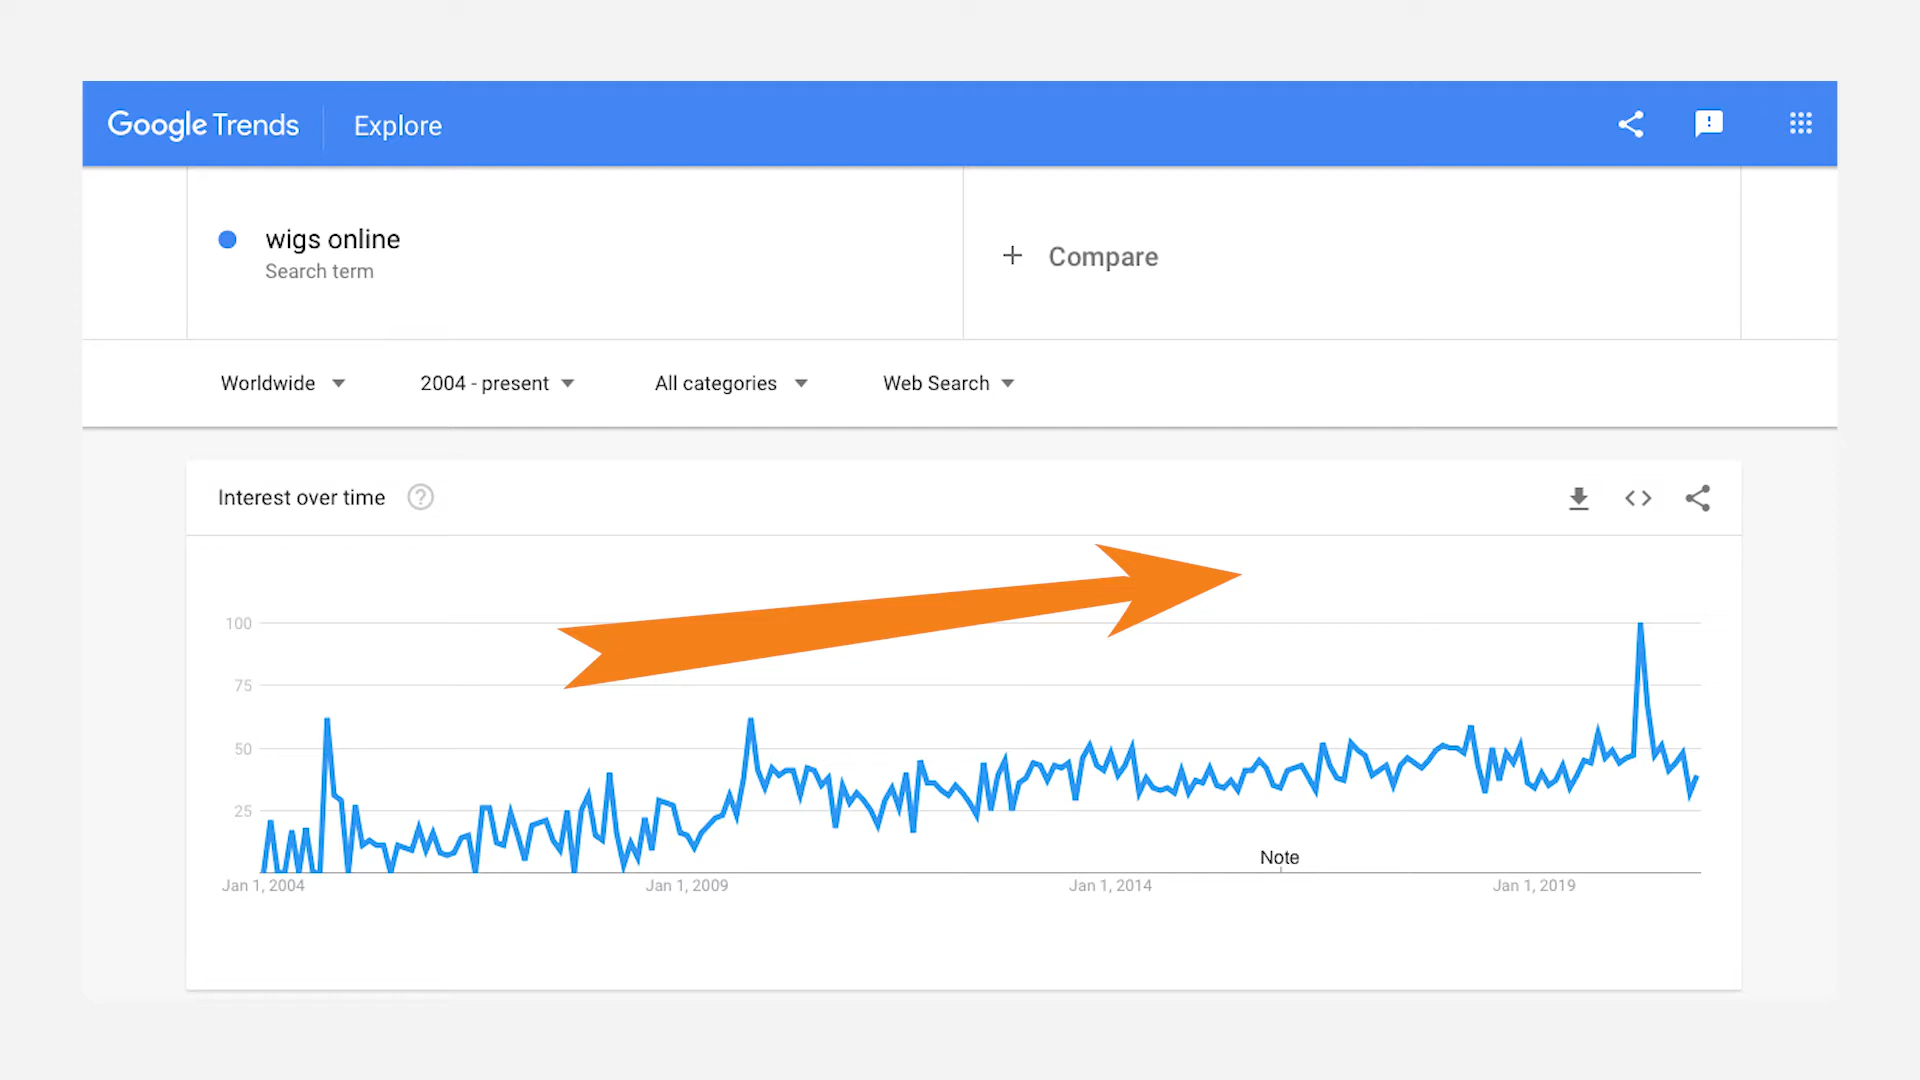 Google Trends Explore
wigs online
Search term
+ Compare
Worldwide 2004 - present All categories Web Search
Interest over time ?
100
75
50
25
Note
Jan 1, 2004 Jan 1, 2009 Jan 1, 2014 Jan 1, 2019